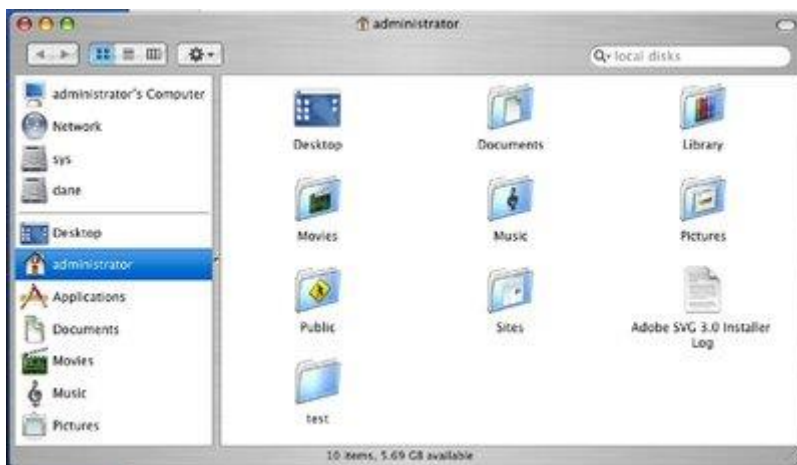 administrator
local disks
administrator's Computer
Network
sys
dane
Desktop
administrator
Applications
Documents
Movies
Music
Pictures
Desktop
Documents
Library
Movies
Music
Pictures
Public
Sites
Adobe SVG 3.0 Installer
Log
test
10 items, 5.69 GB available